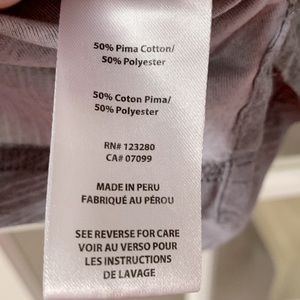 50% Pima Cotton/
50% Polyester
50% Coton Pima/
50% Polyester
RN# 123280
CA# 07099
MADE IN PERU
FABRIQUÉ AU PÉROU
SEE REVERSE FOR CARE
VOIR AU VERSO POUR
LES INSTRUCTIONS
DE LAVAGE